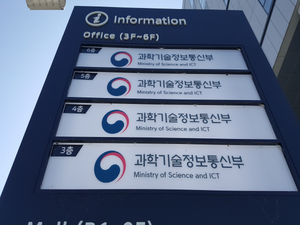 i Information
Office (3F~6F)
6층
과학기술정보통신부
Ministry of Science and ICT
5층
과학기술정보통신부
Ministry of Science and ICT
4층
과학기술정보통신부
Ministry of Science and ICT
3층
과학기술정보통신부
Ministry of Science and ICT